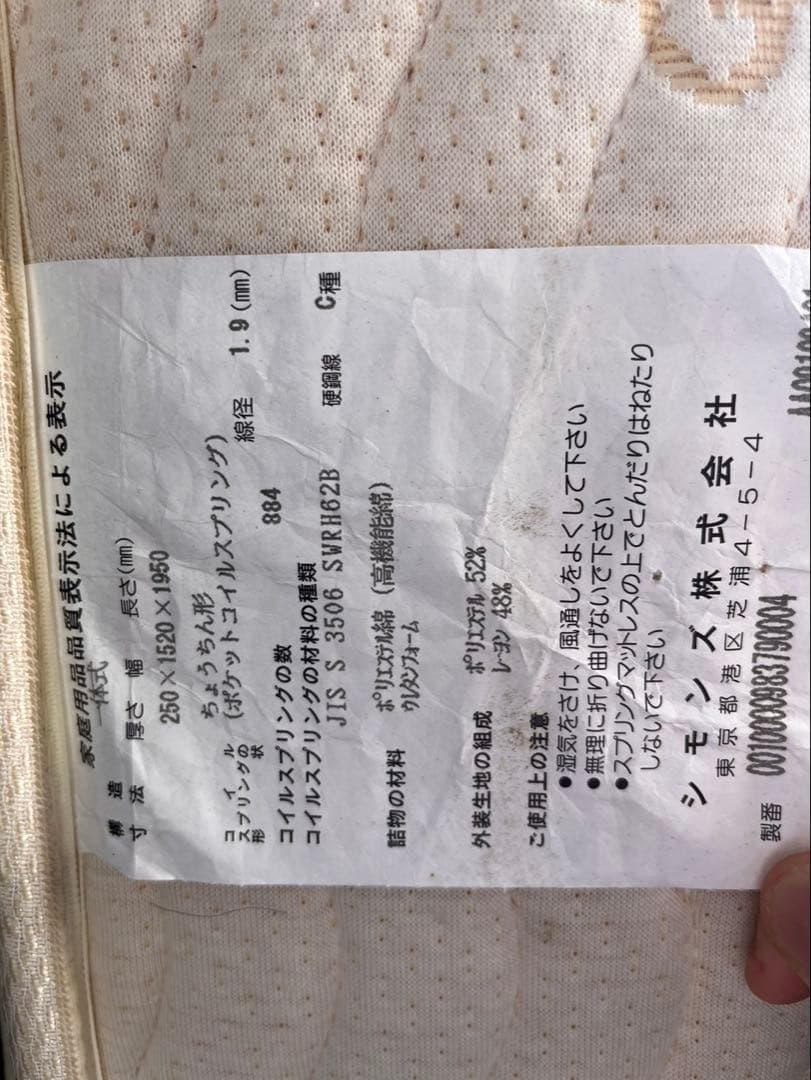 家庭用品品質表示法による表示
構造 一体式
寸法 厚さ 幅 長さ(mm)
250×1520×1950
コイルスプリングの形状 ちょうちん形
(ポケットコイルスプリング)
線径 1.9(mm)
コイルスプリングの数 884
コイルスプリングの材料の種類
JIS S 3506 SWRH62B 硬鋼線 C種
詰物の材料 ポリエステル綿 (高機能綿)
ウレタンフォーム
外装生地の組成 ポリエステル 52%
レーヨン 48%
ご使用上の注意
●湿気をさけ、風通しをよくして下さい
●無理に折り曲げないで下さい
●スプリングマットレスの上でとんだりはねたり
しないで下さい
シモンズ株式会社
東京都港区芝浦4-5-4
製番